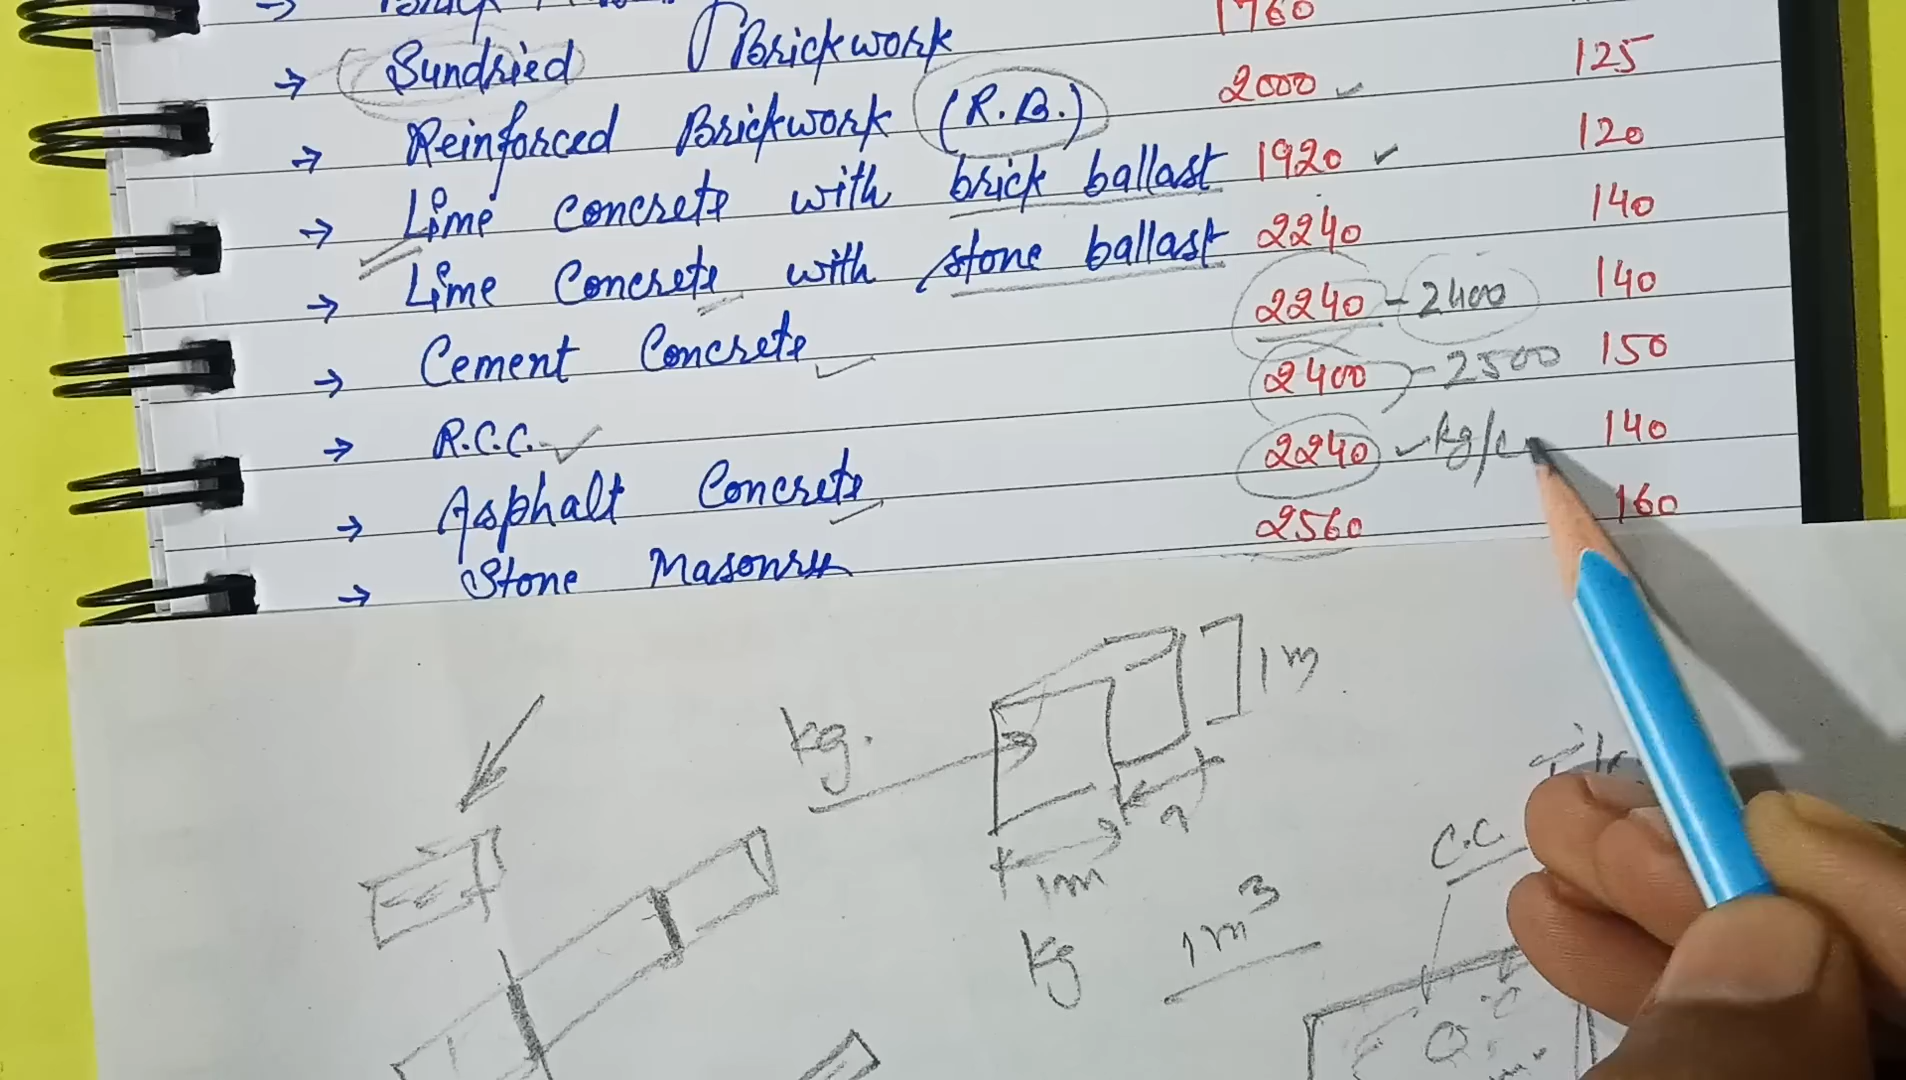 1760
→ Sundried Brickwork 2000 125
→ Reinforced Brickwork (R.B.) 1920 120
→ Lime concrete with brick ballast 2240 140
→ Lime Concrete with stone ballast 2240 - 2400 140
→ Cement Concrete 2400 - 2500 150
→ R.C.C. 2240 kg/c 140
→ Asphalt Concrete 2560 160
→ Stone Masonry
1m
kg.
C.C.
1m
1m³
kg